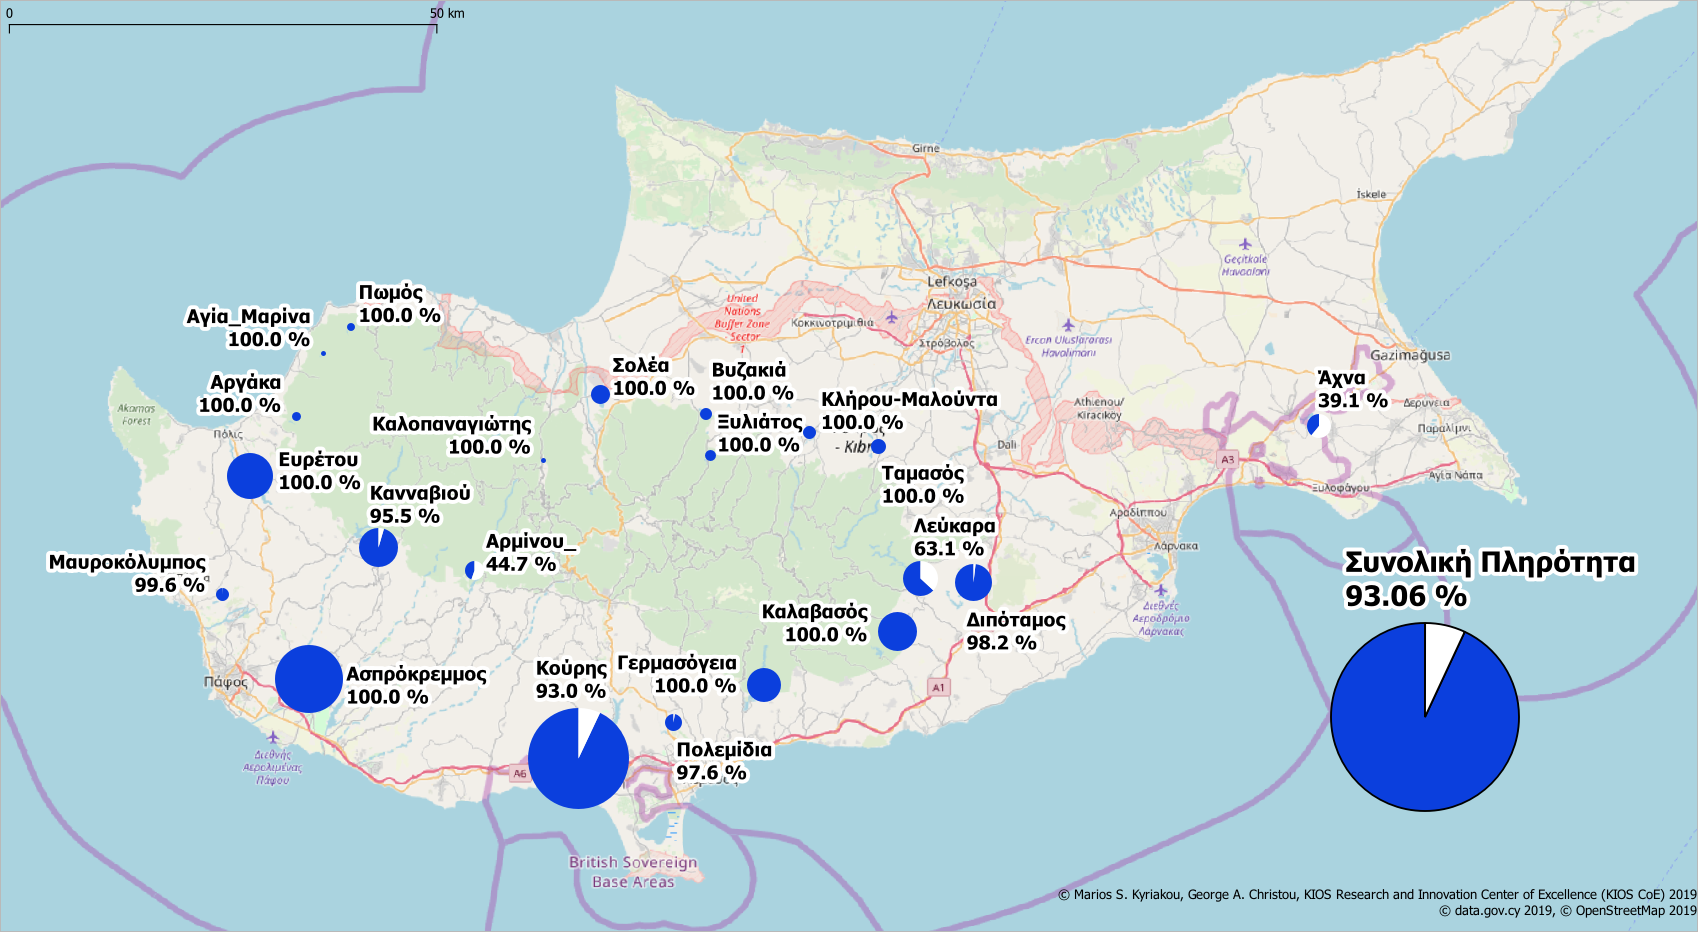 0
50 km
Girne
İskele
Geçitkale
Havaalanı
Lefkoşa
Λευκωσία
United
Nations
Buffer Zone
Sector
1
Κοκκινοτριμιθιά
Στρόβολος
Ercan Uluslararası
Havalimanı
Gazimağusa
Πωμός
100.0 %
Αγία_Μαρίνα
100.0 %
Αργάκα
100.0 %
Akamas
Forest
Πόλις
Σολέα
100.0 %
Βυζακιά
100.0 %
Κλήρου-Μαλούντα
100.0 %
Ξυλιάτος
100.0 %
- Kıbr
Καλοπαναγιώτης
100.0 %
Athienou/
Kiracıköy
Dali
Άχνα
39.1 %
Δερύνεια
Παραλίμνι
A3
Αγία Νάπα
Ξυλοφάγου
Ευρέτου
100.0 %
Κανναβιού
95.5 %
Ταμασός
100.0 %
Αραδίππου
Λάρνακα
Αρμίνου_
44.7 %
Λεύκαρα
63.1 %
Μαυροκόλυμπος
99.6 %
Συνολική Πληρότητα
93.06 %
Διεθνές
Αεροδρόμιο
Λάρνακας
Καλαβασός
100.0 %
Διπόταμος
98.2 %
Πάφος
Ασπρόκρεμμος
100.0 %
Κούρης
93.0 %
Γερμασόγεια
100.0 %
A1
Διεθνής
Αερολιμένας
Πάφου
A6
Πολεμίδια
97.6 %
British Sovereign
Base Areas
© Marios S. Kyriakou, George A. Christou, KIOS Research and Innovation Center of Excellence (KIOS CoE) 2019
© data.gov.cy 2019, © OpenStreetMap 2019